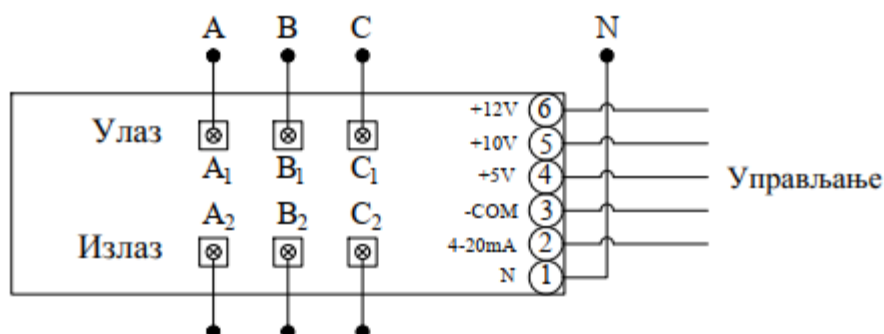 A B C N
Улаз
A1 B1 C1
A2 B2 C2
Излаз
+12V 6
+10V 5
+5V 4
-COM 3
4-20mA 2
N 1
Управљање